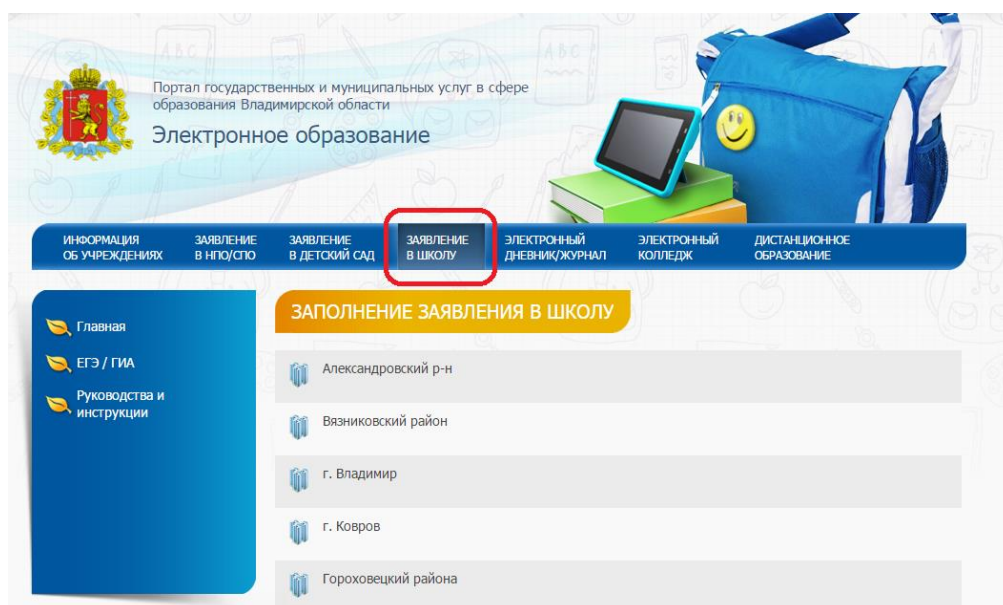 Портал государственных и муниципальных услуг в сфере
образования Владимирской области
Электронное образование
ИНФОРМАЦИЯ
ОБ УЧРЕЖДЕНИЯХ
ЗАЯВЛЕНИЕ
В НПО/СПО
ЗАЯВЛЕНИЕ
В ДЕТСКИЙ САД
ЗАЯВЛЕНИЕ
В ШКОЛУ
ЭЛЕКТРОННЫЙ
ДНЕВНИК/ЖУРНАЛ
ЭЛЕКТРОННЫЙ
КОЛЛЕДЖ
ДИСТАНЦИОННОЕ
ОБРАЗОВАНИЕ
Главная
ЕГЭ / ГИА
Руководства и
инструкции
ЗАПОЛНЕНИЕ ЗАЯВЛЕНИЯ В ШКОЛУ
Александровский р-н
Вязниковский район
г. Владимир
г. Ковров
Гороховецкий района